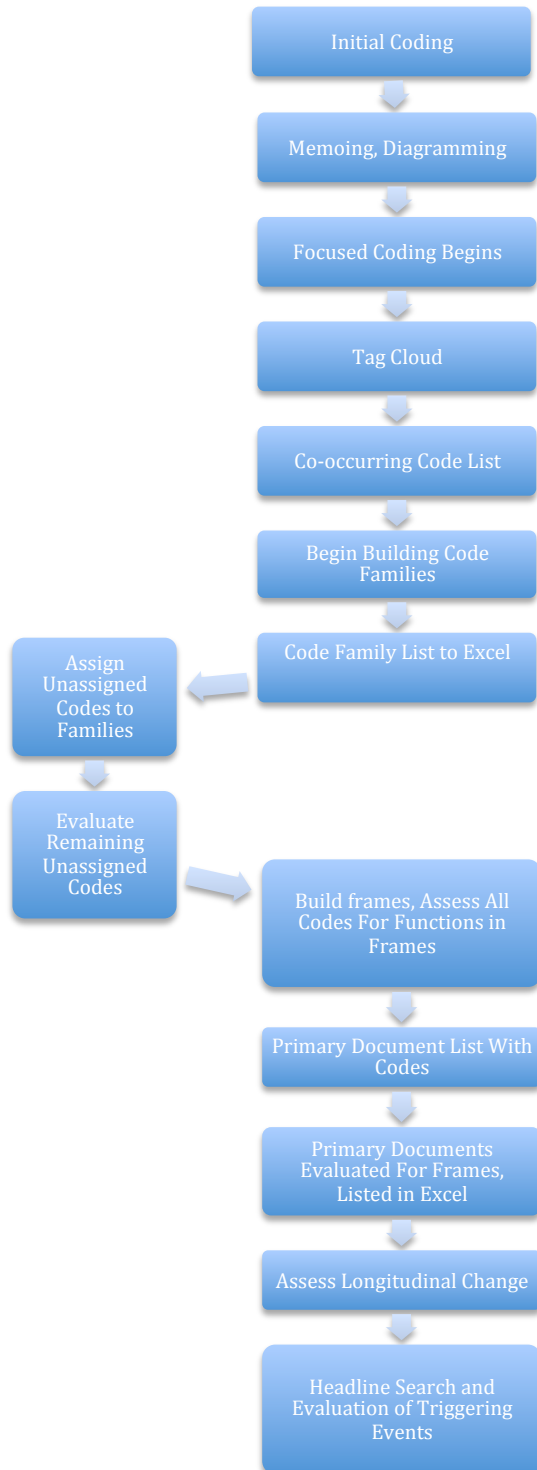 Initial Coding
Memoing, Diagramming
Focused Coding Begins
Tag Cloud
Co-occurring Code List
Begin Building Code
Families
Code Family List to Excel
Assign
Unassigned
Codes to
Families
Evaluate
Remaining
Unassigned
Codes
Build frames, Assess All
Codes For Functions in
Frames
Primary Document List With
Codes
Primary Documents
Evaluated For Frames,
Listed in Excel
Assess Longitudinal Change
Headline Search and
Evaluation of Triggering
Events